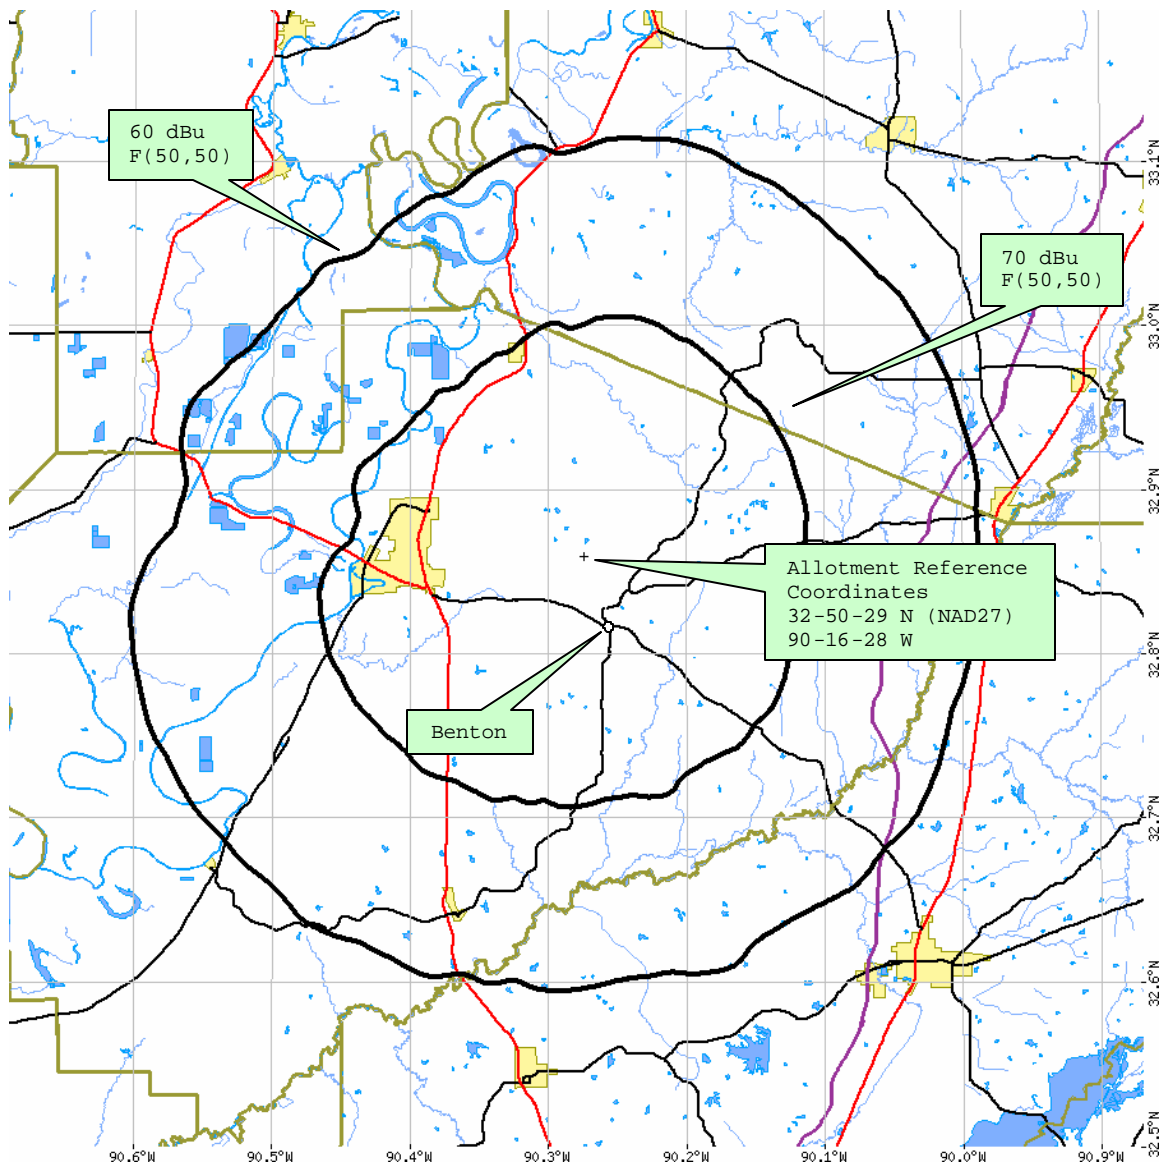 60 dBu
F(50,50)
70 dBu
F(50,50)
Allotment Reference
Coordinates
32-50-29 N (NAD27)
90-16-28 W
Benton
33.1°N
33.0°N
32.9°N
32.8°N
32.7°N
32.6°N
32.5°N
90.6°W
90.5°W
90.4°W
90.3°W
90.2°W
90.1°W
90.0°W
90.9°W